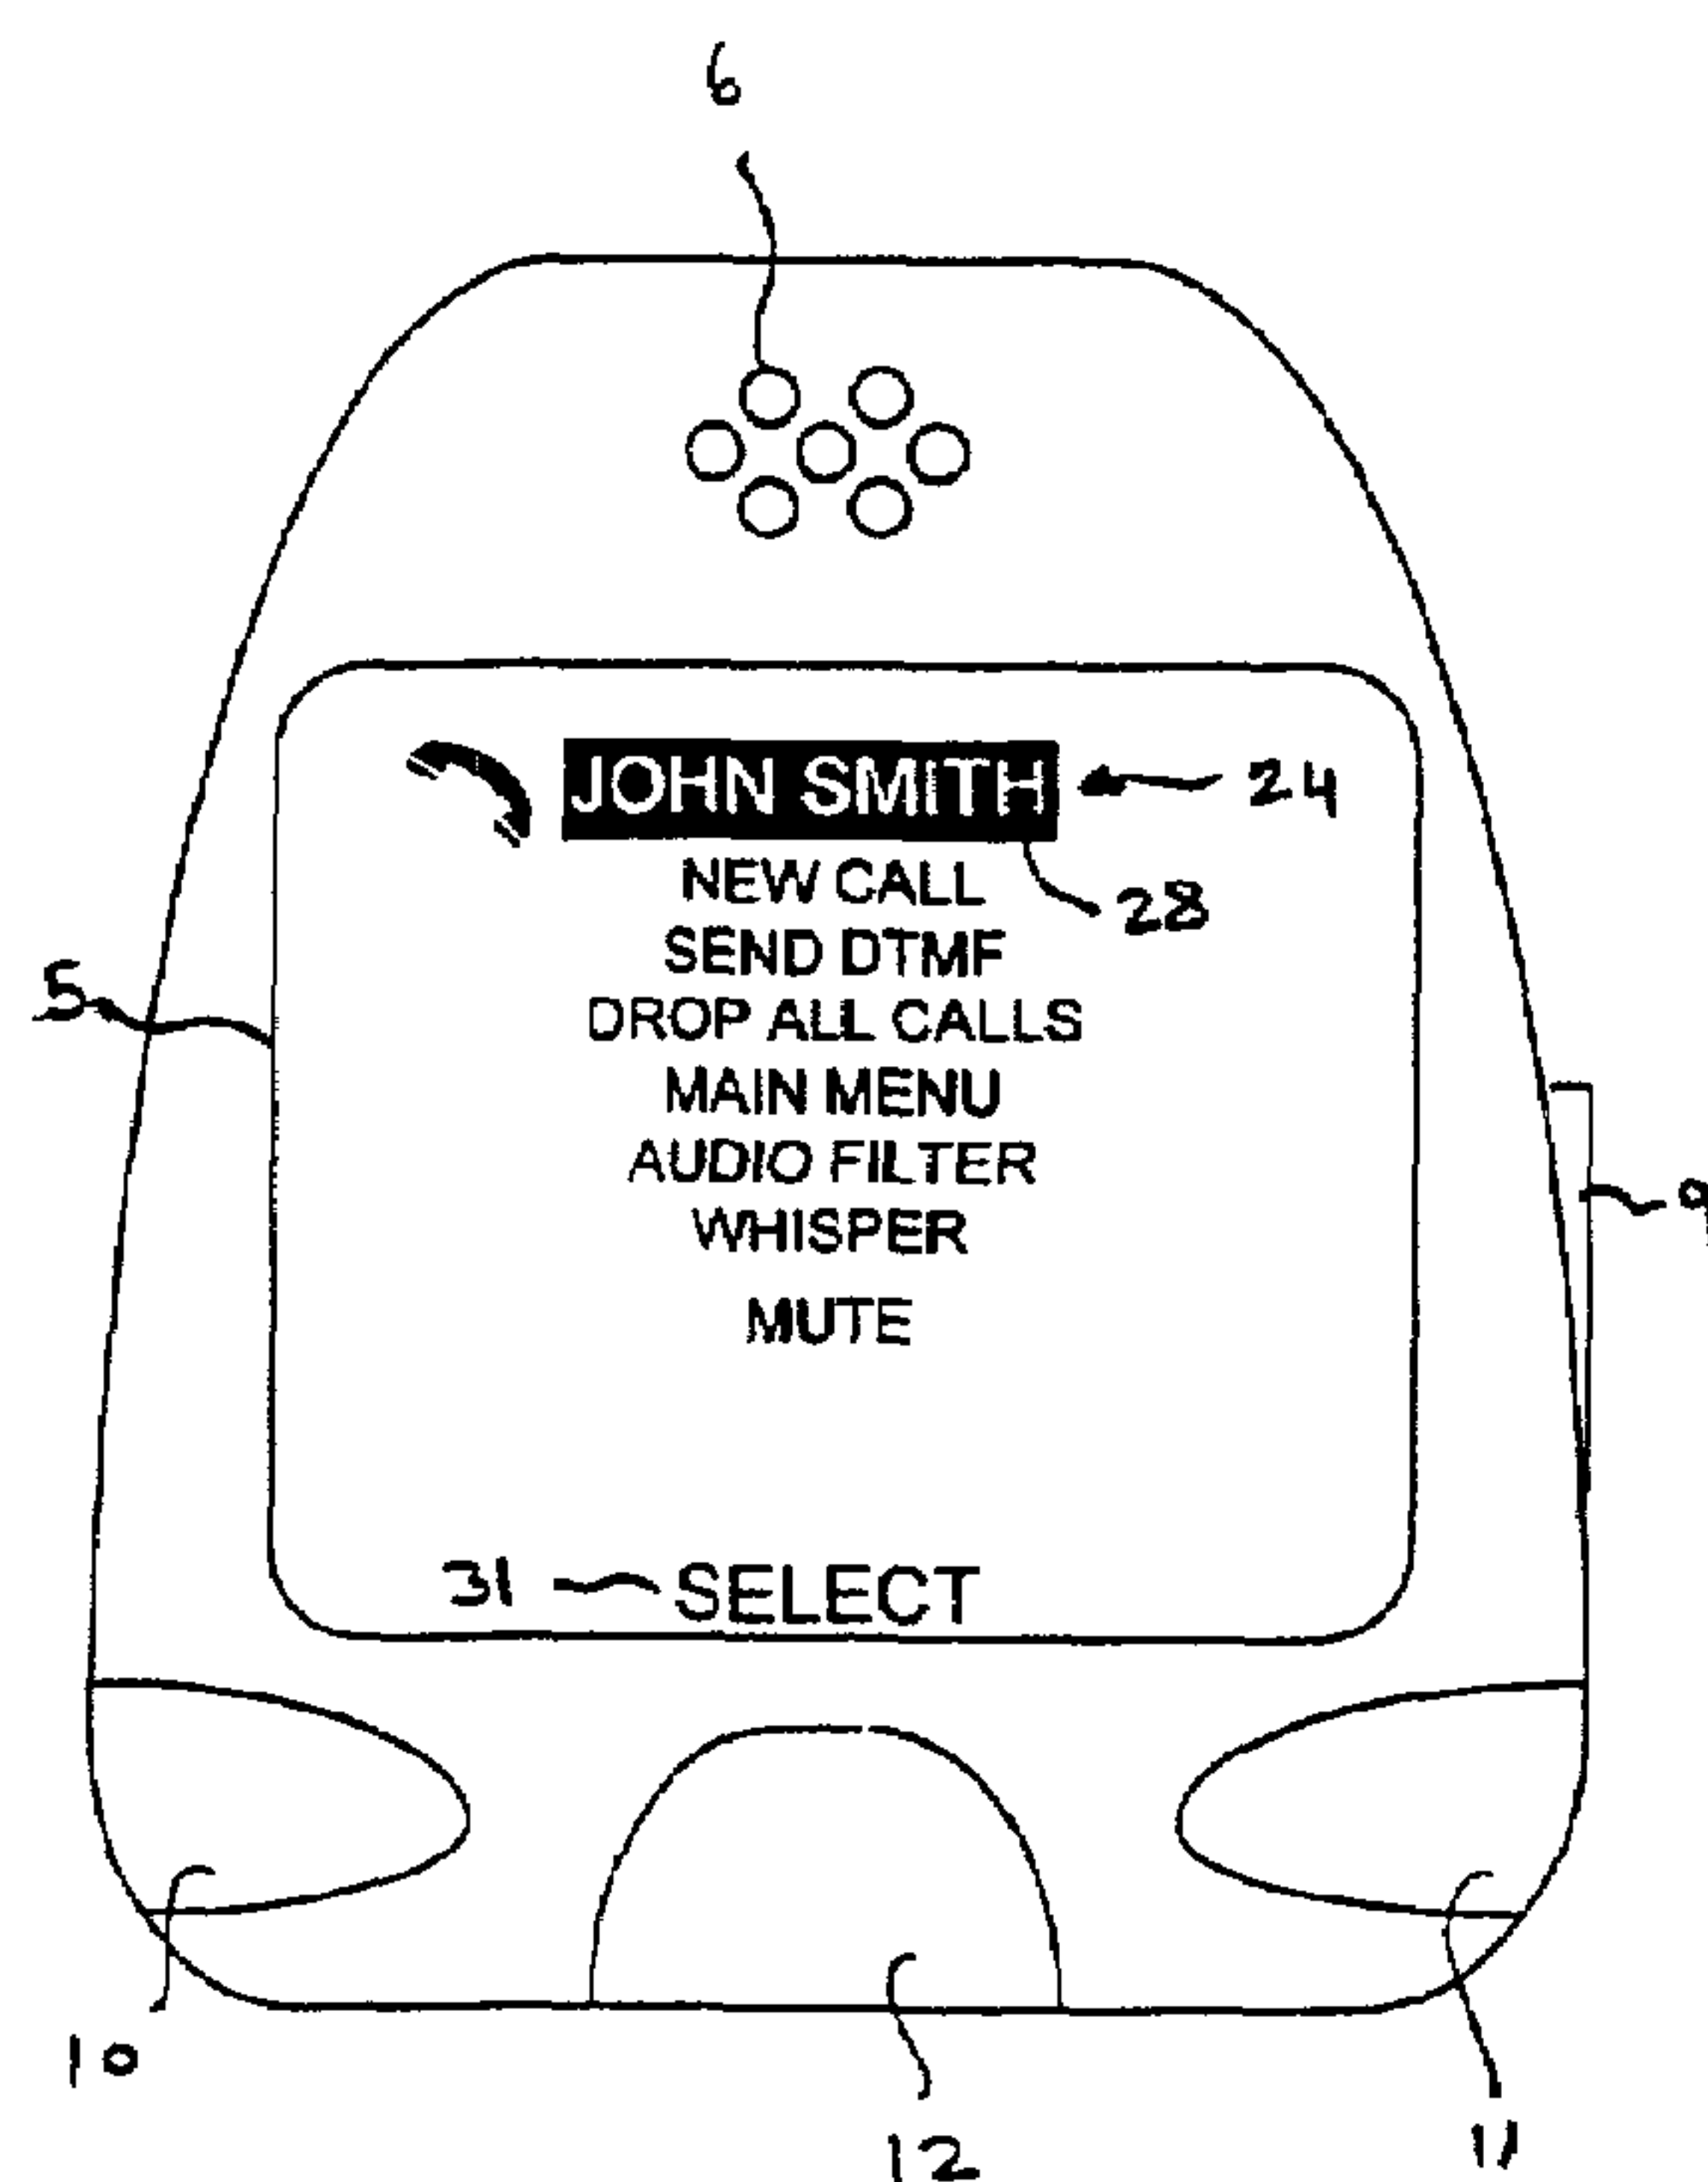 6
JOHN SMITH 24
NEW CALL 28
SEND DTMF
5 DROP ALL CALLS
MAIN MENU
AUDIO FILTER 9
WHISPER
MUTE
31 SELECT
10
12 11